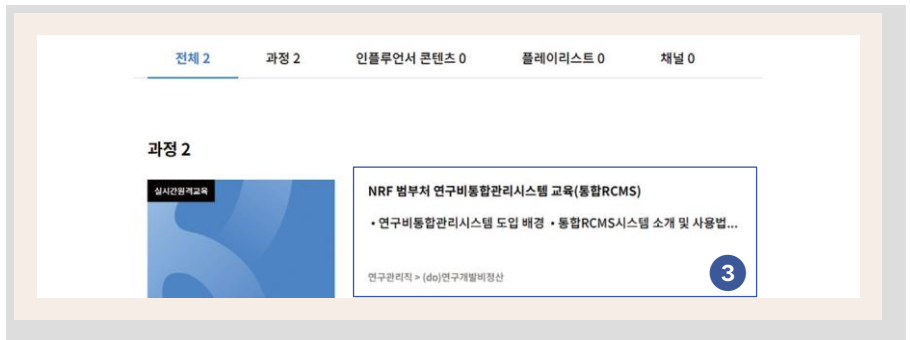 전체 2 과정 2 인플루언서 콘텐츠 0 플레이리스트 0 채널 0
과정 2
실시간원격교육
NRF 범부처 연구비통합관리시스템 교육(통합RCMS)
• 연구비통합관리시스템 도입 배경 • 통합RCMS시스템 소개 및 사용법...
연구관리직 > (do)연구개발비정산
3